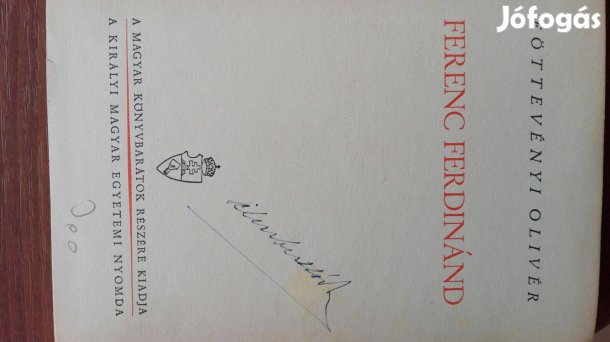 Jófogás
ÖTTEVÉNYI OLIVÉR
FERENC FERDINÁND
A MAGYAR KÖNYVBARÁTOK RÉSZÉRE KIADJA
A KIRÁLYI MAGYAR EGYETEMI NYOMDA